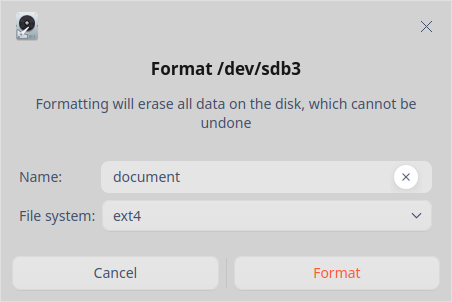 Format /dev/sdb3
Formatting will erase all data on the disk, which cannot be
undone
Name: document
File system: ext4
Cancel Format